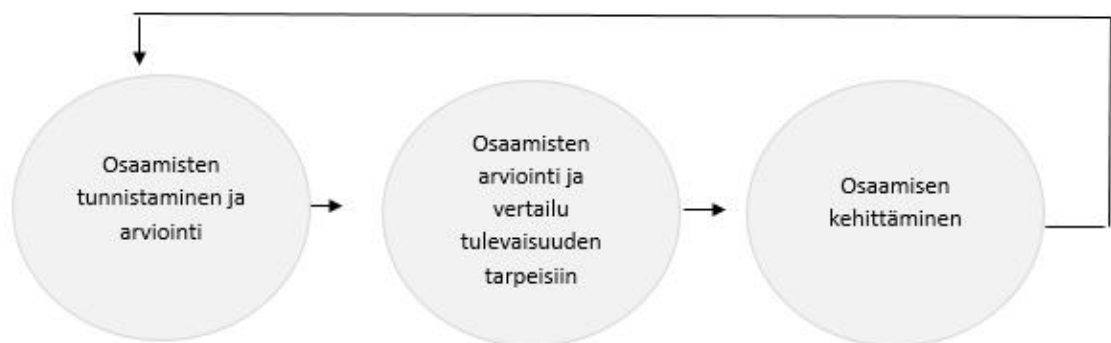 Osaamisten
tunnistaminen ja
arviointi
Osaamisten
arviointi ja
vertailu
tulevaisuuden
tarpeisiin
Osaamisen
kehittäminen